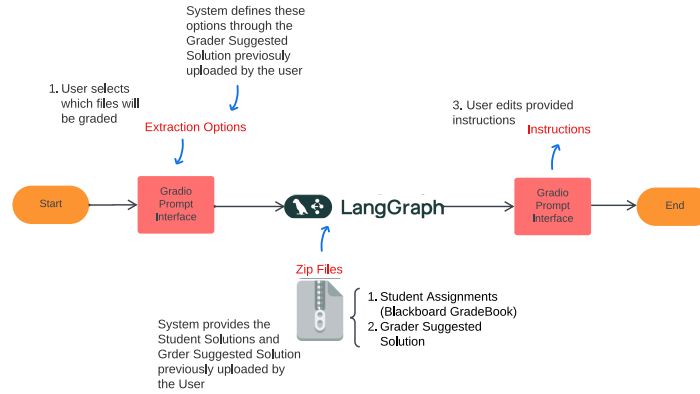 System defines these
options through the
Grader Suggested
Solution previosuly
uploaded by the user
1. User selects
which files will
be graded
Extraction Options
3. User edits provided
instructions
Instructions
Start
Gradio
Prompt
Interface
LangGraph
Gradio
Prompt
Interface
End
Zip Files
1. Student Assignments
(Blackboard GradeBook)
2. Grader Suggested
Solution
System provides the
Student Solutions and
Grder Suggested Solution
previously uploaded by
the User